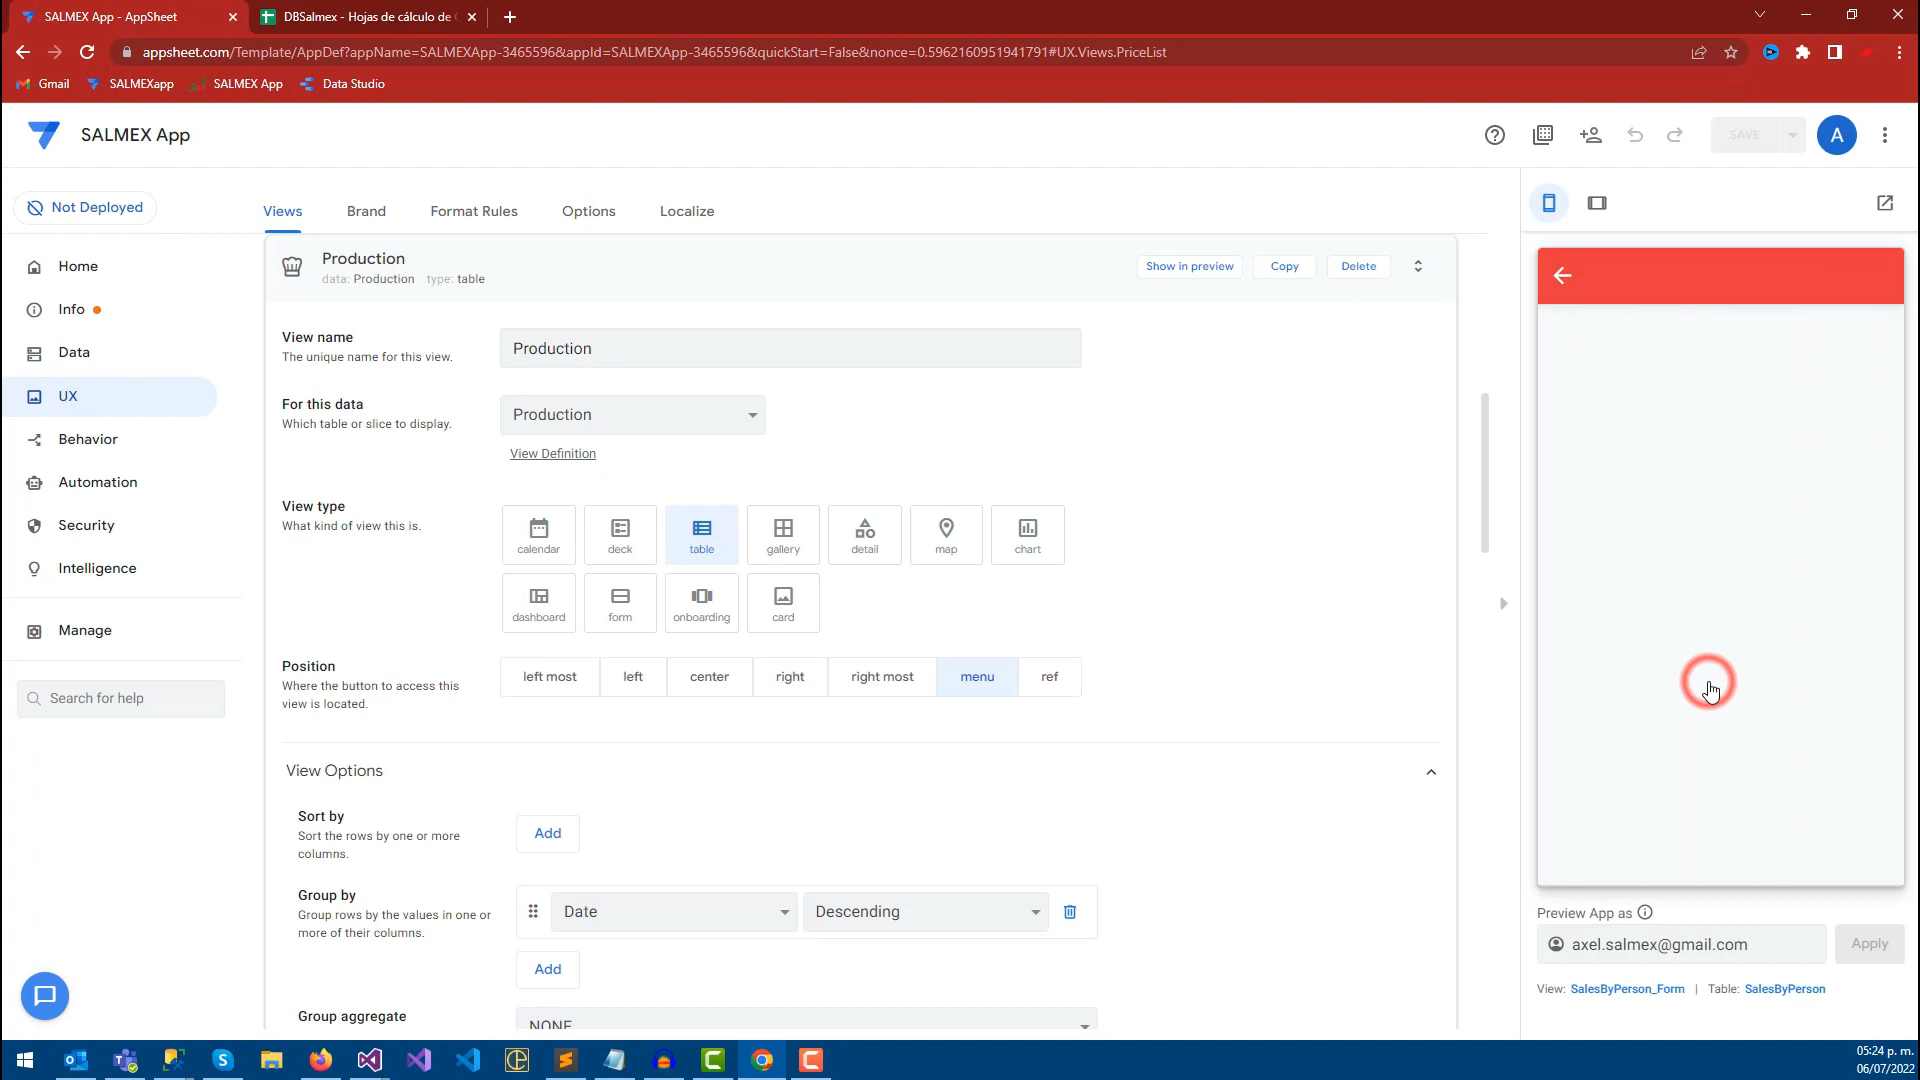 SALMEX App - AppSheet
DBSalmex - Hojas de cálculo de
appsheet.com/Template/AppDef?appName=SALMEXApp-3465596&appId=SALMEXApp-3465596&quickStart=False&nonce=0.5962160951941791#UX.Views.PriceList
Gmail SALMEXapp SALMEX App Data Studio
SALMEX App
SAVE
A
Not Deployed
Home
Info
Data
UX
Behavior
Automation
Security
Intelligence
Manage
Search for help
Views Brand Format Rules Options Localize
Production
data: Production type: table
Show in preview Copy Delete
View name
The unique name for this view.
Production
For this data
Which table or slice to display.
Production
View Definition
View type
What kind of view this is.
calendar deck table gallery detail map chart
dashboard form onboarding card
Position
Where the button to access this
view is located.
left most left center right right most menu ref
View Options
Sort by
Sort the rows by one or more
columns.
Add
Group by
Group rows by the values in one or
more of their columns.
Date Descending
Add
Group aggregate
NONE
Preview App as
axel.salmex@gmail.com
Apply
View: SalesByPerson_Form | Table: SalesByPerson
05:24 p. m.
06/07/2022